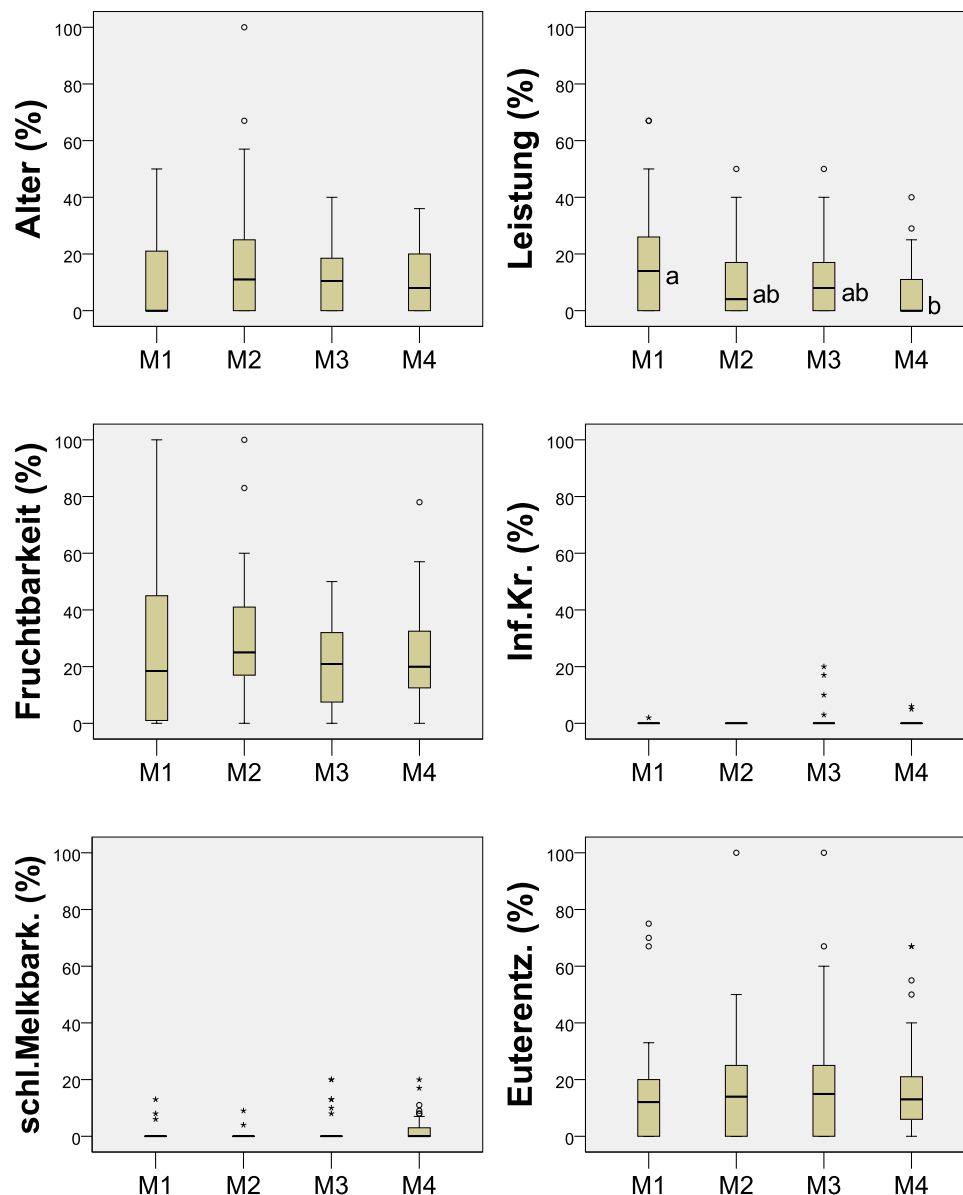 Alter (%)
100
80
60
40
20
0
M1 M2 M3 M4
Leistung (%)
100
80
60
40
20
0
a
ab
ab
b
M1 M2 M3 M4
Fruchtbarkeit (%)
100
80
60
40
20
0
M1 M2 M3 M4
Inf.Kr. (%)
100
80
60
40
20
0
M1 M2 M3 M4
schl.Melkbark. (%)
100
80
60
40
20
0
M1 M2 M3 M4
Euterentz. (%)
100
80
60
40
20
0
M1 M2 M3 M4